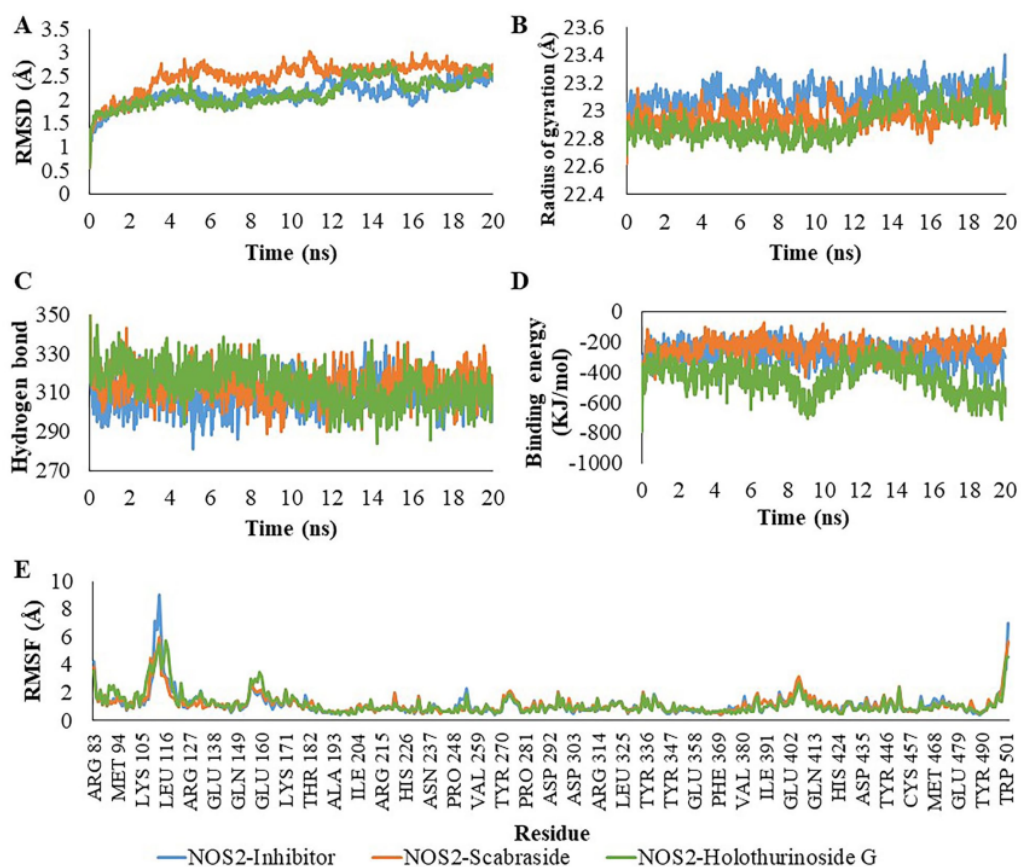 A
RMSD (Å)
3.5
3
2.5
2
1.5
1
0.5
0
0 2 4 6 8 10 12 14 16 18 20
Time (ns)
B
Radius of gyration (Å)
23.6
23.4
23.2
23
22.8
22.6
22.4
0 2 4 6 8 10 12 14 16 18 20
Time (ns)
C
Hydrogen bond
350
330
310
290
270
0 2 4 6 8 10 12 14 16 18 20
Time (ns)
D
Binding energy
(KJ/mol)
0
-200
-400
-600
-800
-1000
0 2 4 6 8 10 12 14 16 18 20
Time (ns)
E
RMSF (Å)
10
8
6
4
2
0
ARG 83
MET 94
LYS 105
LEU 116
ARG 127
GLU 138
GLN 149
GLU 160
LYS 171
THR 182
ALA 193
ILE 204
ARG 215
HIS 226
ASN 237
PRO 248
VAL 259
TYR 270
PRO 281
ASP 292
ASP 303
ARG 314
LEU 325
TYR 336
TYR 347
GLU 358
PHE 369
VAL 380
ILE 391
GLU 402
GLN 413
HIS 424
ASP 435
TYR 446
CYS 457
MET 468
GLU 479
TYR 490
TRP 501
Residue
NOS2-Inhibitor NOS2-Scabraside NOS2-Holothurinoside G